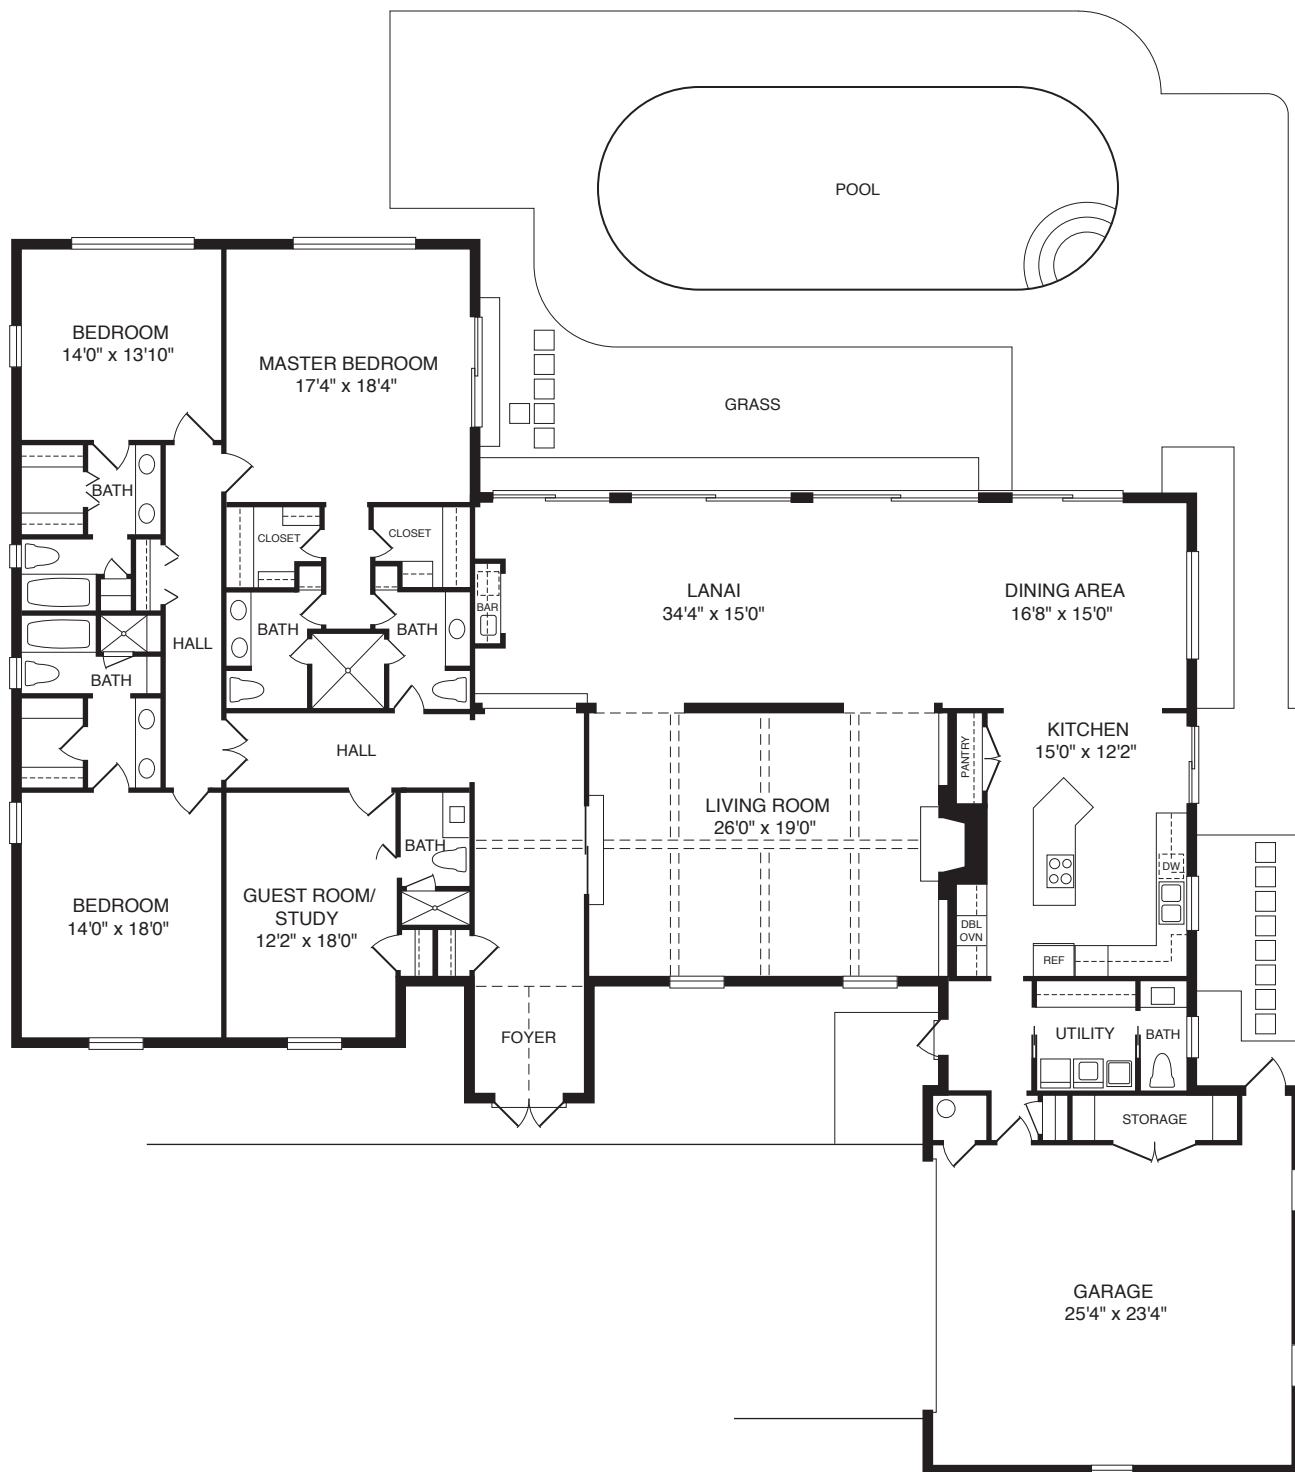 POOL
BEDROOM
14'0" x 13'10"
MASTER BEDROOM
17'4" x 18'4"
GRASS
BATH
CLOSET
CLOSET
LANAI
34'4" x 15'0"
DINING AREA
16'8" x 15'0"
BAR
BATH
BATH
HALL
BATH
HALL
KITCHEN
15'0" x 12'2"
PANTRY
LIVING ROOM
26'0" x 19'0"
BATH
DW
BEDROOM
14'0" x 18'0"
GUEST ROOM/
STUDY
12'2" x 18'0"
DBL
OVN
REF
FOYER
UTILITY
BATH
STORAGE
GARAGE
25'4" x 23'4"